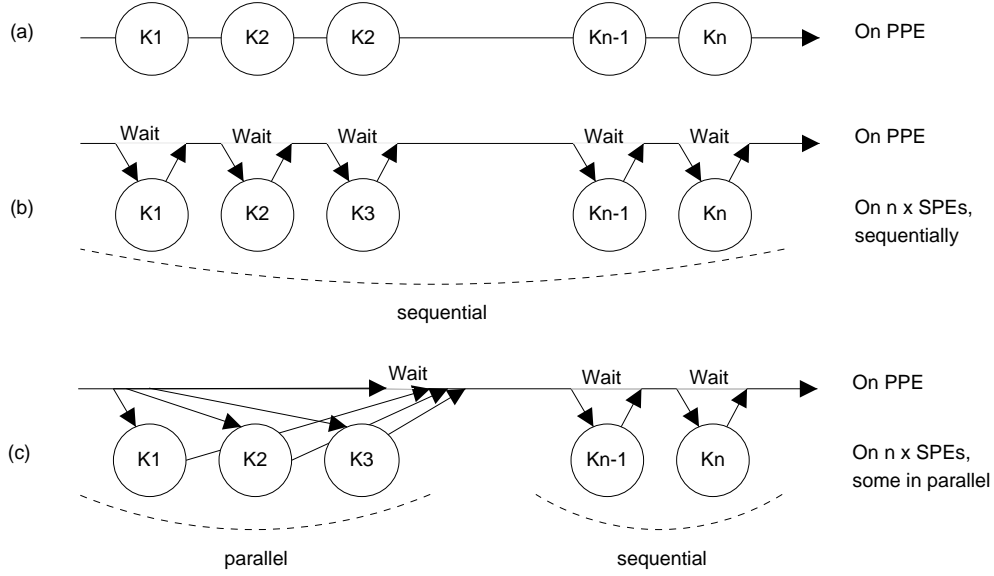 (a)
K1
K2
K2
Kn-1
Kn
On PPE
Wait
Wait
Wait
Wait
Wait
On PPE
(b)
K1
K2
K3
Kn-1
Kn
On n x SPEs,
sequentially
sequential
Wait
Wait
Wait
On PPE
(c)
K1
K2
K3
Kn-1
Kn
On n x SPEs,
some in parallel
parallel
sequential